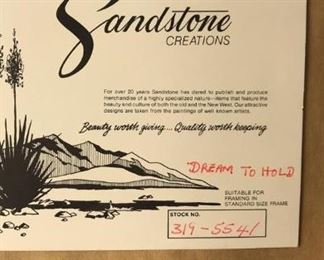 Sandstone
CREATIONS
For over 20 years Sandstone has dared to publish and produce
merchandise of a highly specialized nature—items that feature the
beauty and culture of both the old and the New West. Our attractive
designs are taken from the paintings of well known artists.
Beauty worth giving... Quality worth keeping
"DREAM TO HOLD
SUITABLE FOR
FRAMING IN
STANDARD SIZE FRAME
STOCK NO.
319-5541